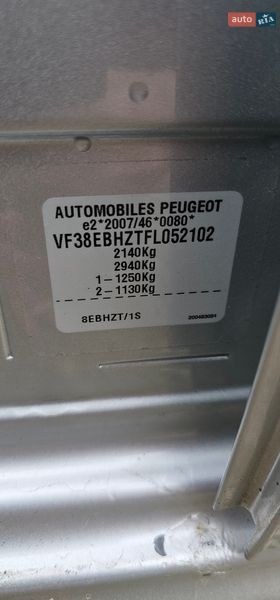 auto RIA
AUTOMOBILES PEUGEOT
e2*2007/46*0080*
VF38EBHZTFL052102
2140Kg
2940Kg
1-1250Kg
2-1130Kg
8EBHZT/1S